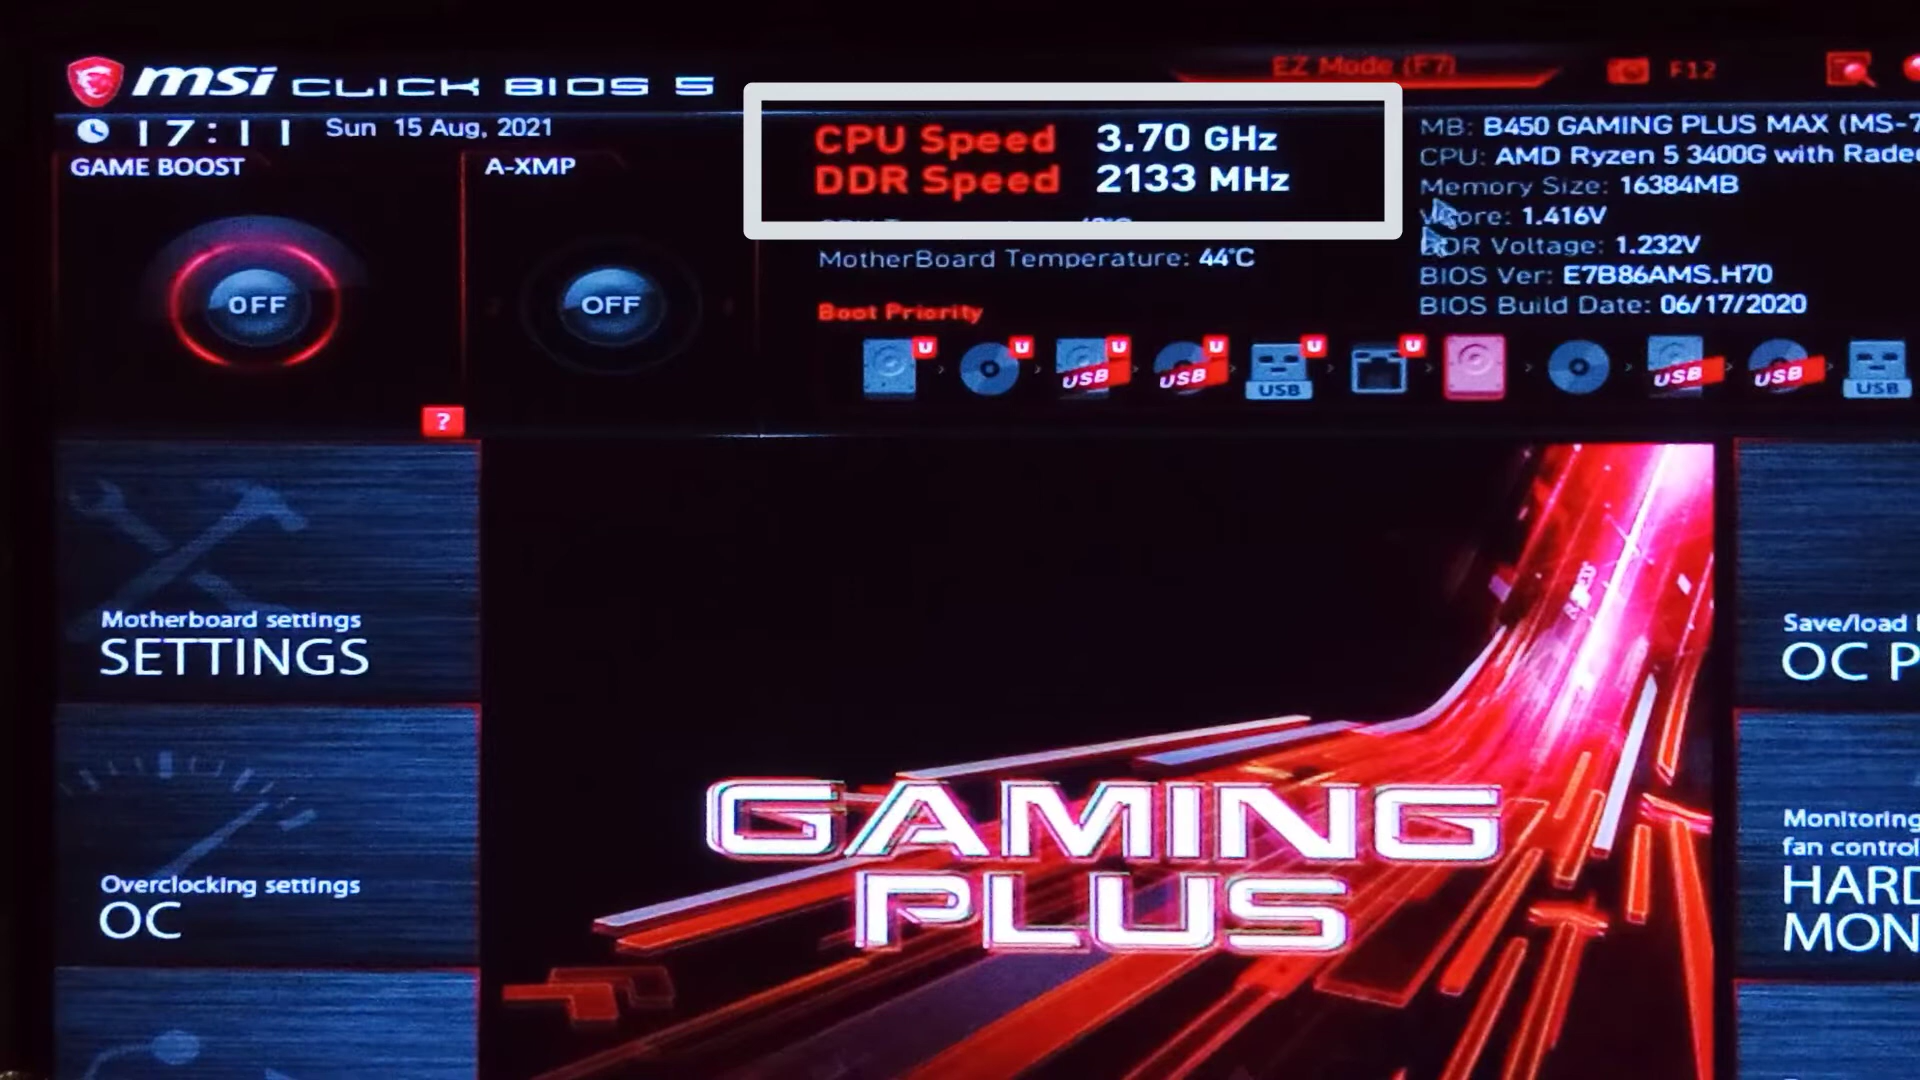 msi CLICK BIOS 5
EZ Mode (F7)
F12
17:11 Sun 15 Aug, 2021
GAME BOOST
A-XMP
OFF
OFF
?
CPU Speed 3.70 GHz
DDR Speed 2133 MHz
MotherBoard Temperature: 44°C
MB: B450 GAMING PLUS MAX (MS-7
CPU: AMD Ryzen 5 3400G with Rade
Memory Size: 16384MB
Vcore: 1.416V
DDR Voltage: 1.232V
BIOS Ver: E7B86AMS.H70
BIOS Build Date: 06/17/2020
Boot Priority
U U U U U U
USB USB USB USB USB USB
Motherboard settings
SETTINGS
Overclocking settings
OC
GAMING
PLUS
Save/load
OC P
Monitoring
fan control
HARD
MON